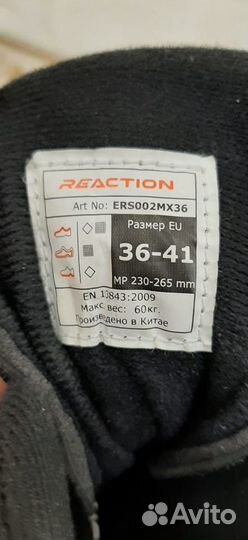 REACTION
Art No: ERS002MX36
Размер EU
36-41
MP 230-265 mm
EN 13843:2009
Макс вес: 60кг.
Произведено в Китае
Avito